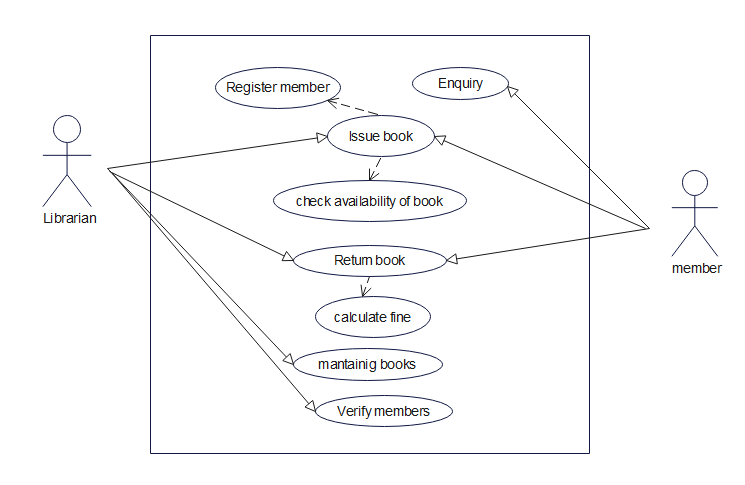 Register member
Enquiry
Issue book
check availability of book
Librarian
Return book
member
calculate fine
mantainig books
Verify members